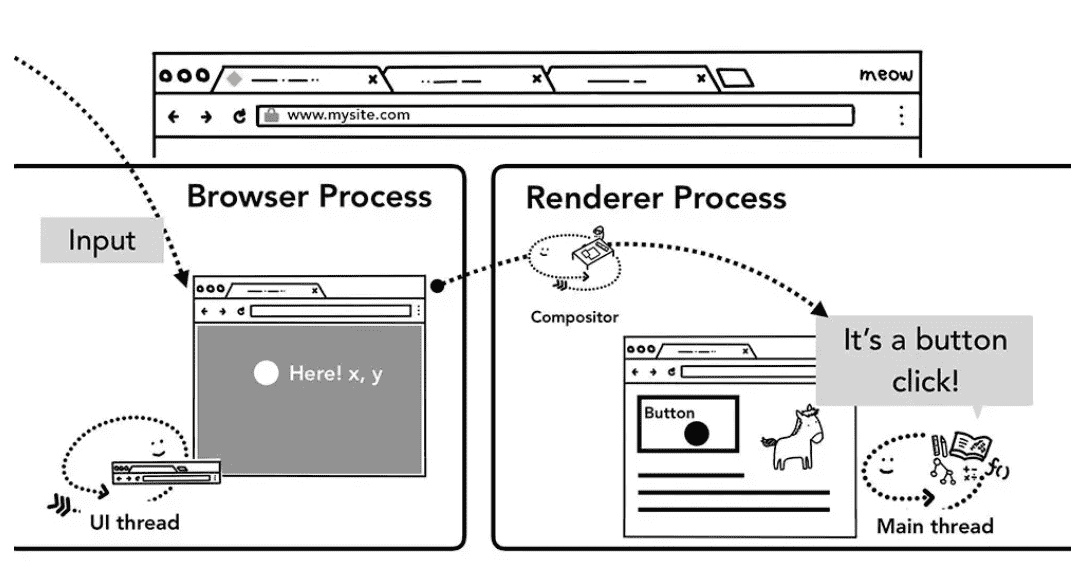 meow
www.mysite.com
Browser Process
Input
Here! x, y
UI thread
Renderer Process
Compositor
It’s a button
click!
Button
f()
Main thread